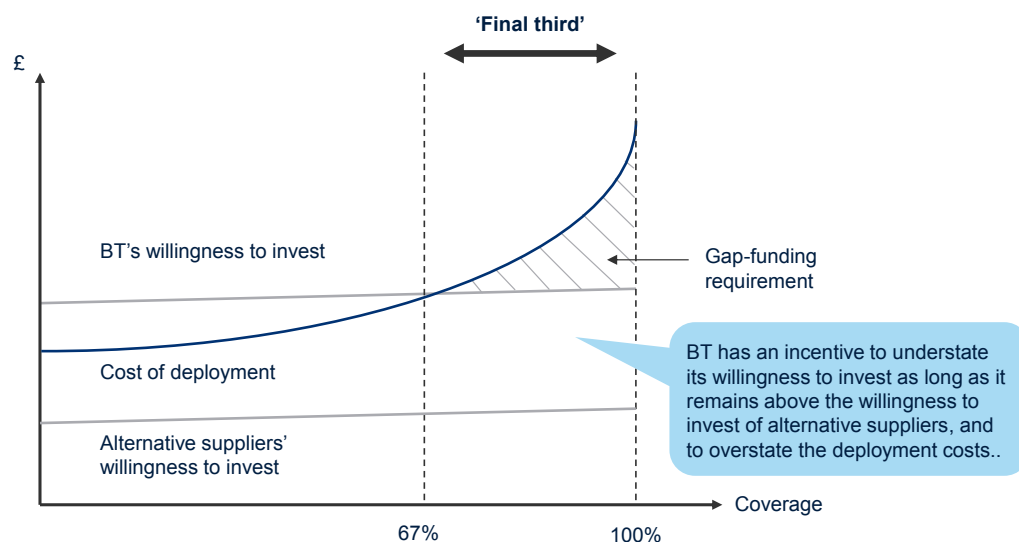 ‘Final third’
£
BT’s willingness to invest
Gap-funding
requirement
Cost of deployment
BT has an incentive to understate
its willingness to invest as long as it
remains above the willingness to
invest of alternative suppliers, and
to overstate the deployment costs..
Alternative suppliers’
willingness to invest
Coverage
67%
100%